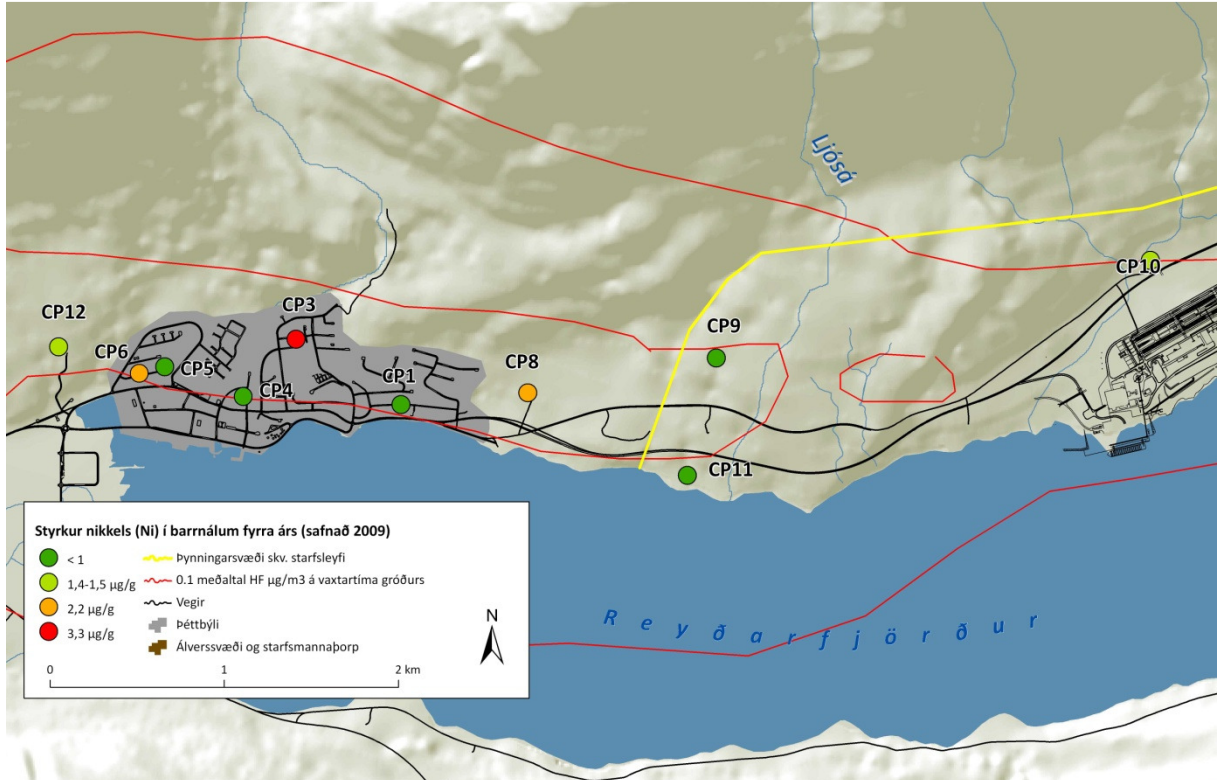 Ljósá
CP10
CP3
CP12
CP9
CP6
CP5
CP8
CP4
CP1
CP11
Styrkur nikkels (Ni) í barrnálum fyrra árs (safnað 2009)
< 1
1,4-1,5 µg/g
2,2 µg/g
3,3 µg/g
Þynningarsvæði skv. starfsleyfi
0.1 meðaltal HF µg/m3 á vaxtartíma gróðurs
Vegir
Þéttbýli
Álverssvæði og starfsmannaþorp
N
0 1 2 km
Reyðarfjörður